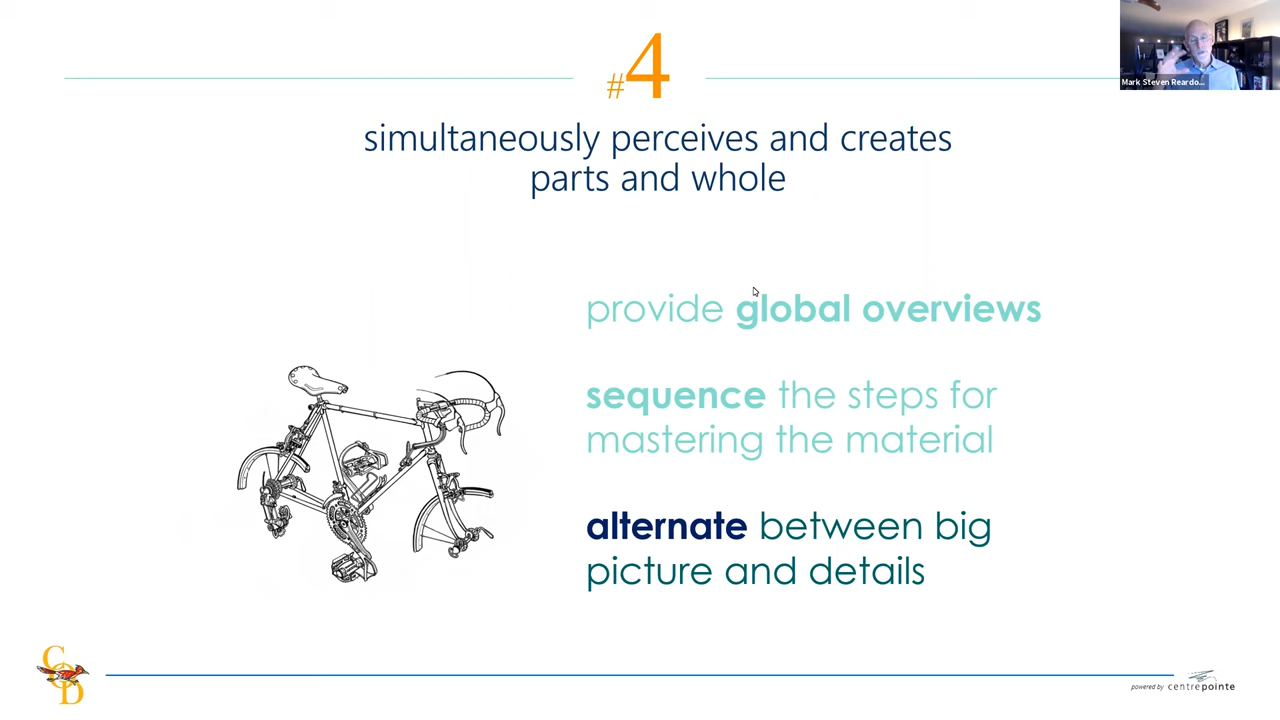 #4
Mark Steven Reardo...
simultaneously perceives and creates
parts and whole
provide global overviews
sequence the steps for
mastering the material
alternate between big
picture and details
COD
powered by centrepointe